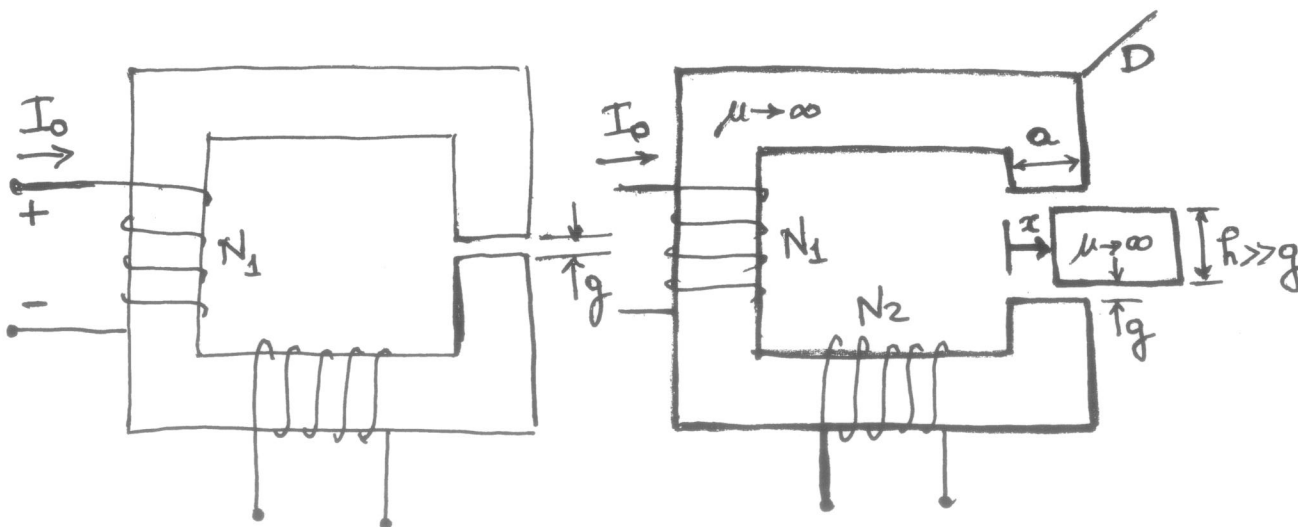 I₀
+
N₁
-
g
D
μ→∞
I₀
a
N₁
x
μ→∞
h>>g
N₂
g